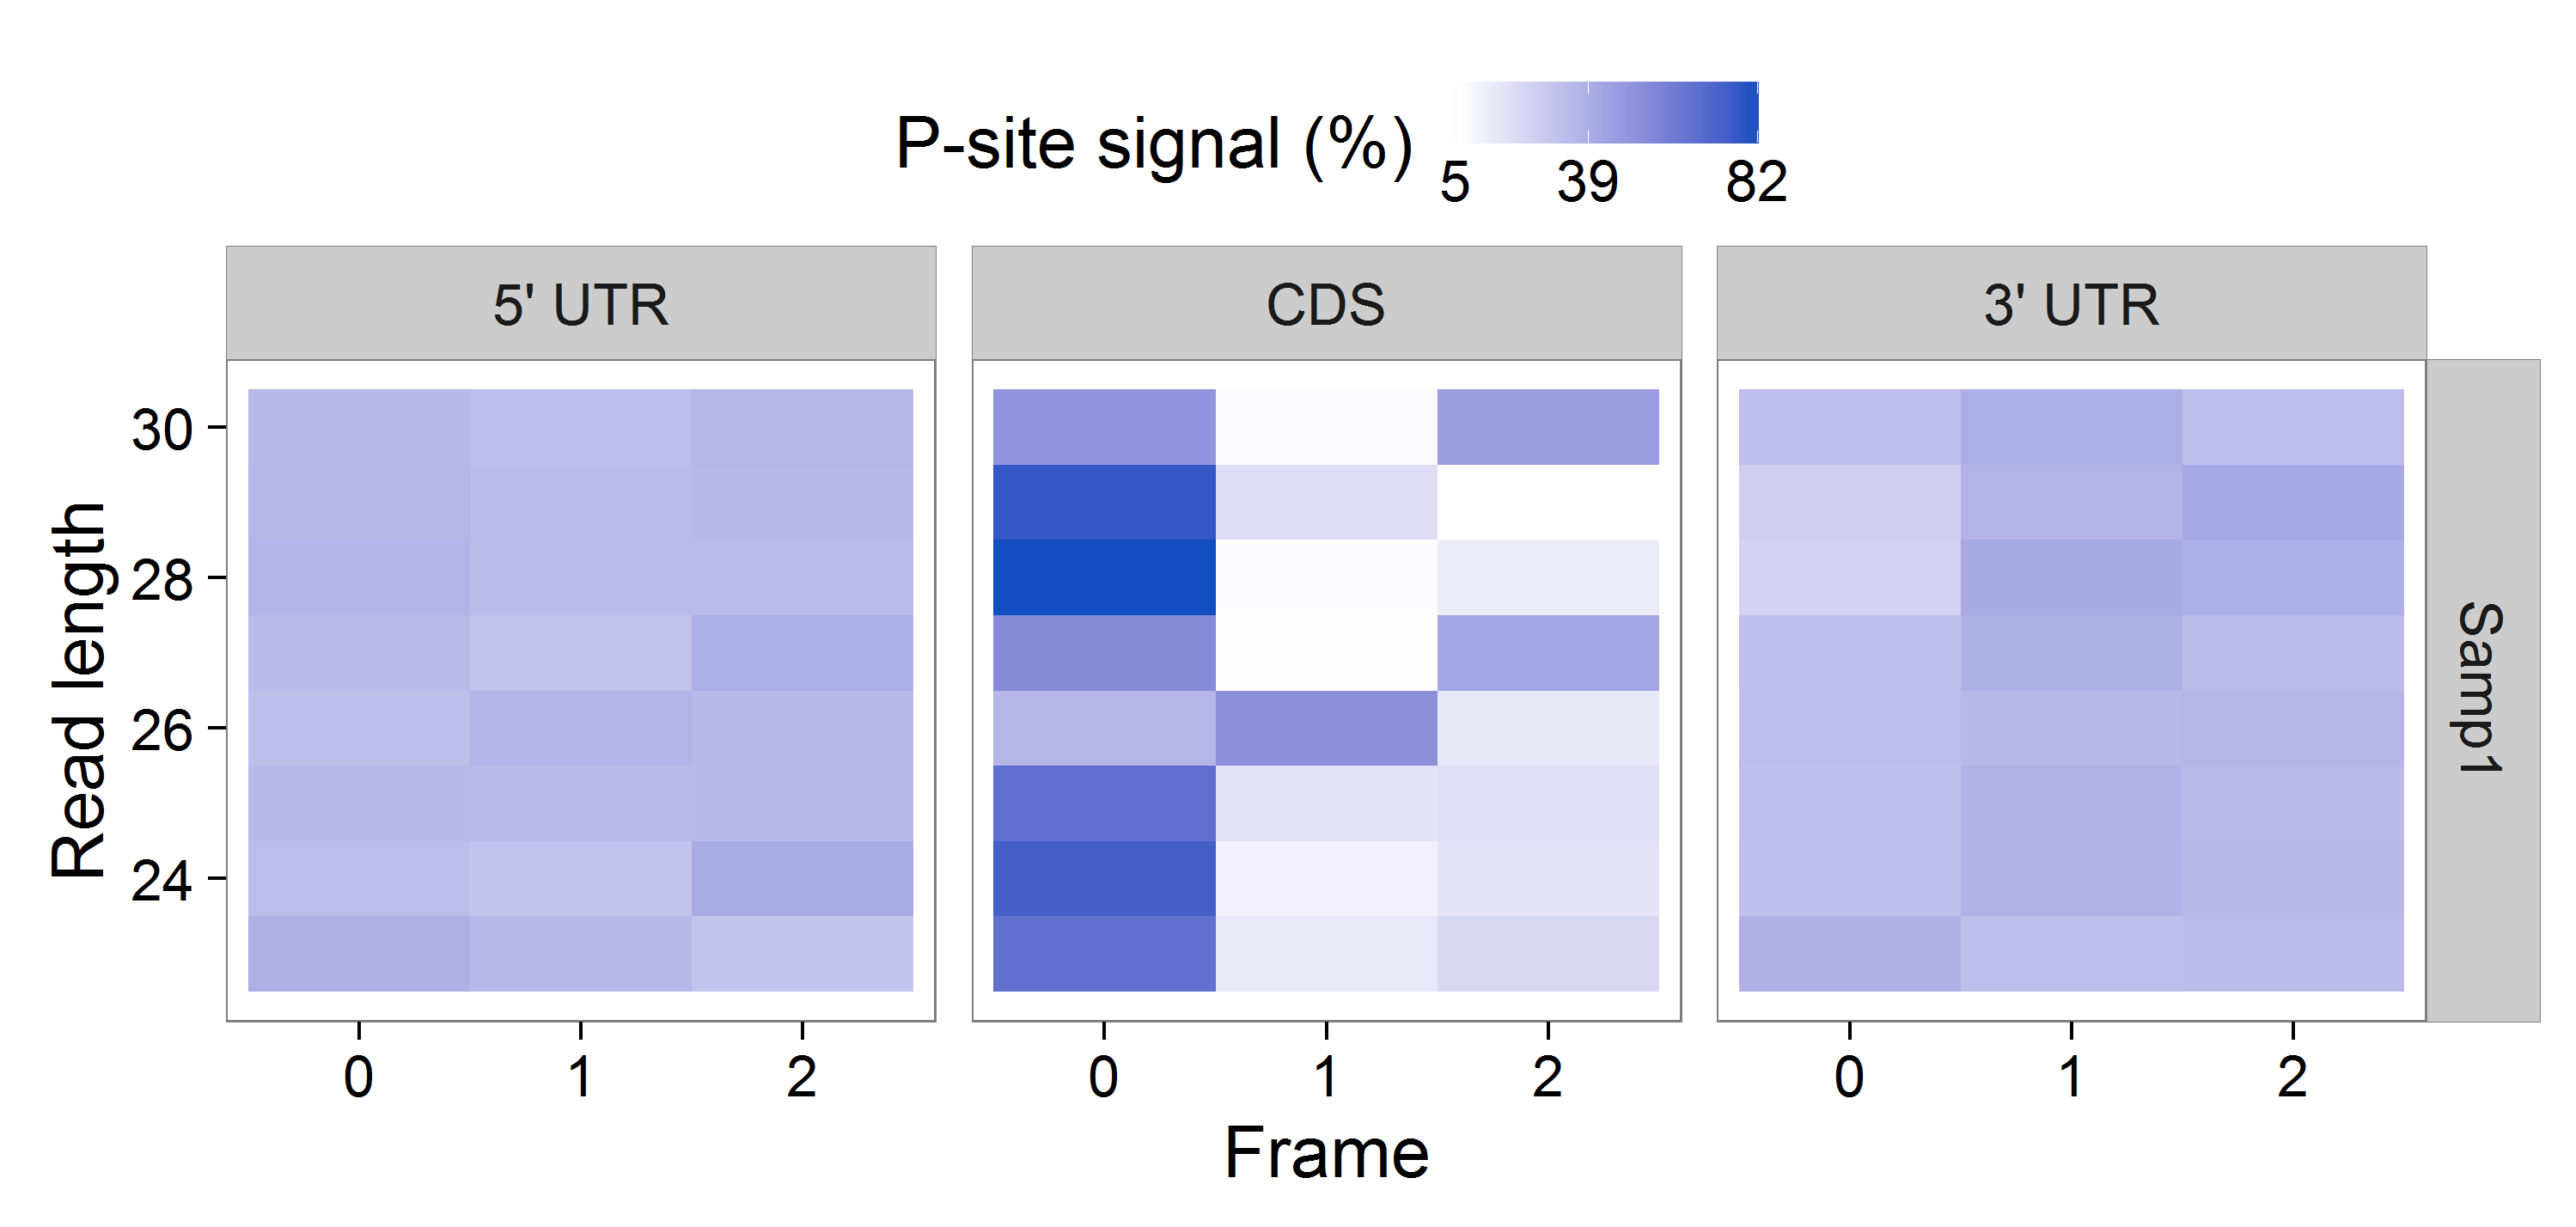 P-site signal (%)
5 39 82
5' UTR CDS 3' UTR
Read length
30
28
26
24
Samp1
0 1 2 0 1 2 0 1 2
Frame